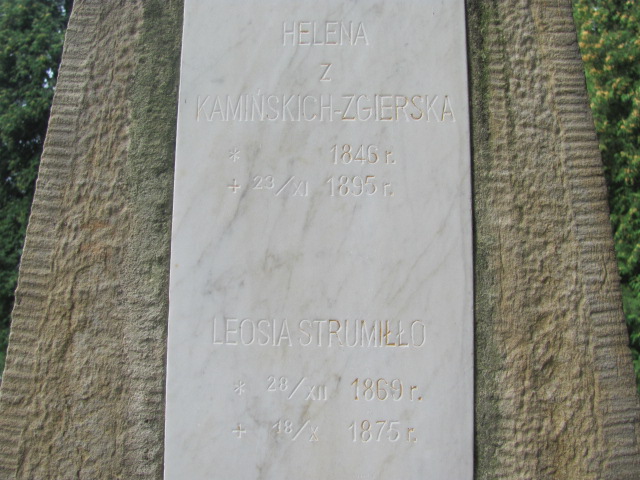 HELENA
Z
KAMIŃSKICH-ZGIERSKA
* 1846 r.
+ 23/XI 1895 r.
LEOSIA STRUMIŁŁO
* 28/XII 1869 r.
+ 18/X 1875 r.